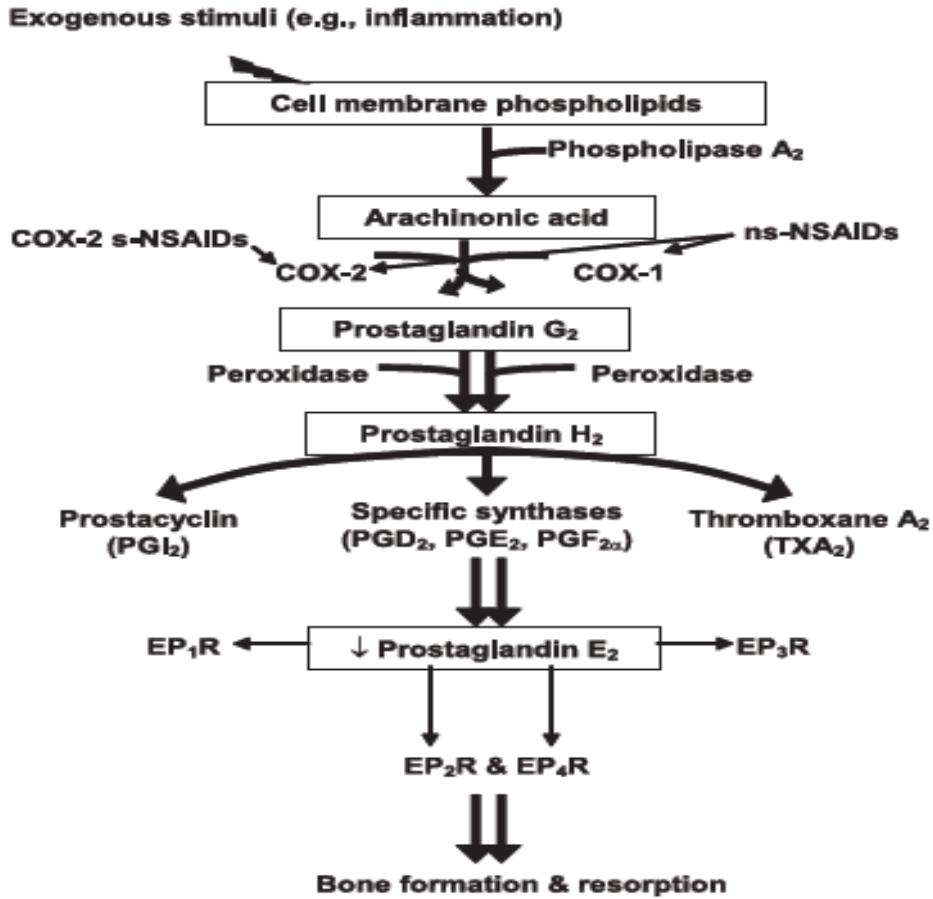 Exogenous stimuli (e.g., inflammation)
Cell membrane phospholipids
Phospholipase A₂
Arachinonic acid
COX-2 s-NSAIDs
ns-NSAIDs
COX-2
COX-1
Prostaglandin G₂
Peroxidase
Peroxidase
Prostaglandin H₂
Prostacyclin
(PGI₂)
Specific synthases
(PGD₂, PGE₂, PGF₂α)
Thromboxane A₂
(TXA₂)
EP₁R
↓ Prostaglandin E₂
EP₃R
EP₂R & EP₄R
Bone formation & resorption